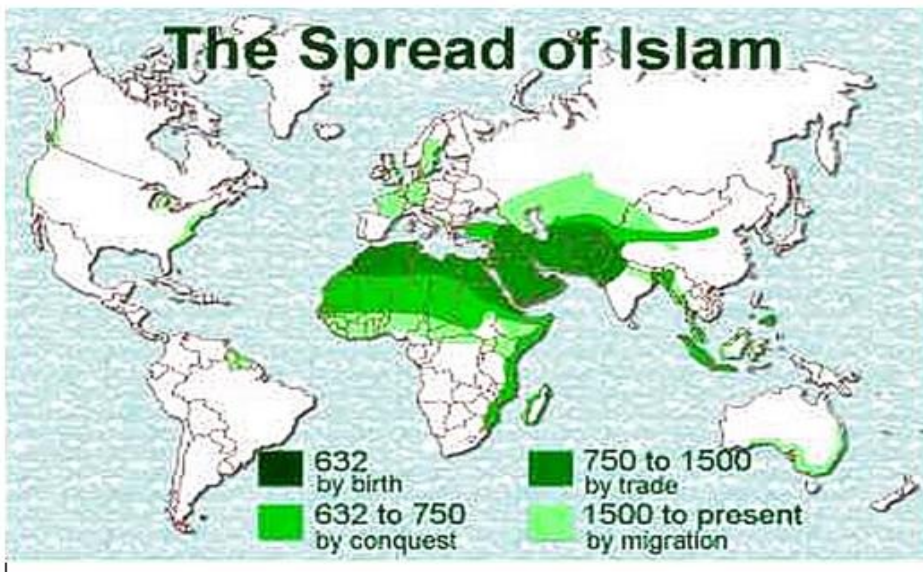 The Spread of Islam
632
by birth
632 to 750
by conquest
750 to 1500
by trade
1500 to present
by migration